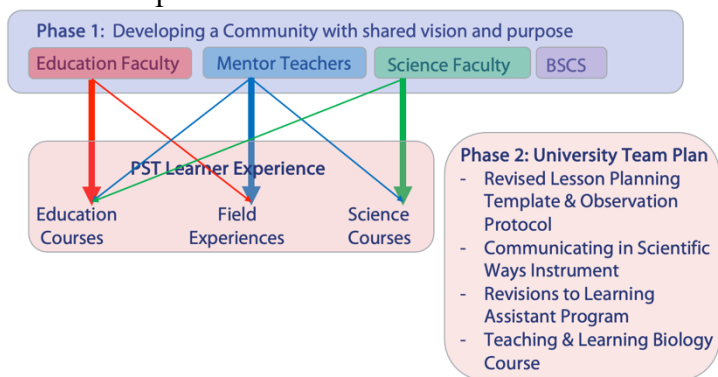 Phase 1: Developing a Community with shared vision and purpose
Education Faculty
Mentor Teachers
Science Faculty
BSCS
PST Learner Experience
Education
Courses
Field
Experiences
Science
Courses
Phase 2: University Team Plan
- Revised Lesson Planning
Template & Observation
Protocol
- Communicating in Scientific
Ways Instrument
- Revisions to Learning
Assistant Program
- Teaching & Learning Biology
Course